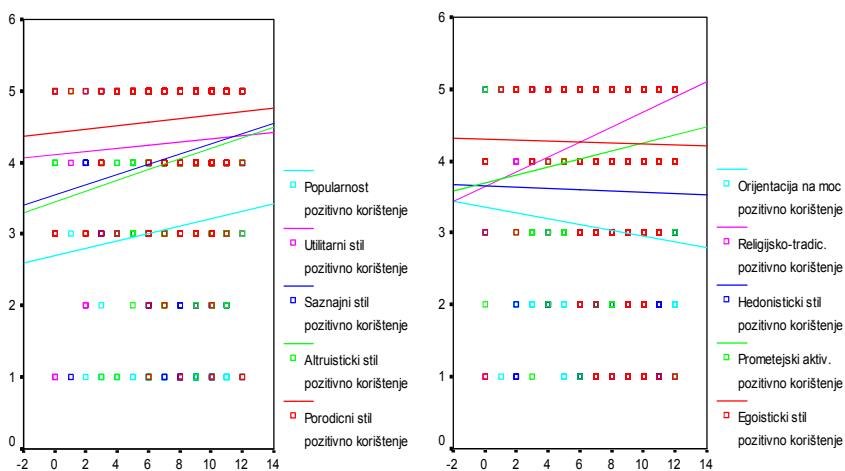 6
5
4
3
2
1
0
-2 0 2 4 6 8 10 12 14
Popularnost
pozitivno korištenje
Utilitarni stil
pozitivno korištenje
Saznajni stil
pozitivno korištenje
Altruisticki stil
pozitivno korištenje
Porodicni stil
pozitivno korištenje
6
5
4
3
2
1
0
-2 0 2 4 6 8 10 12 14
Orijentacija na moc
pozitivno korištenje
Religijsko-tradic.
pozitivno korištenje
Hedonisticki stil
pozitivno korištenje
Prometejski aktiv.
pozitivno korištenje
Egoisticki stil
pozitivno korištenje